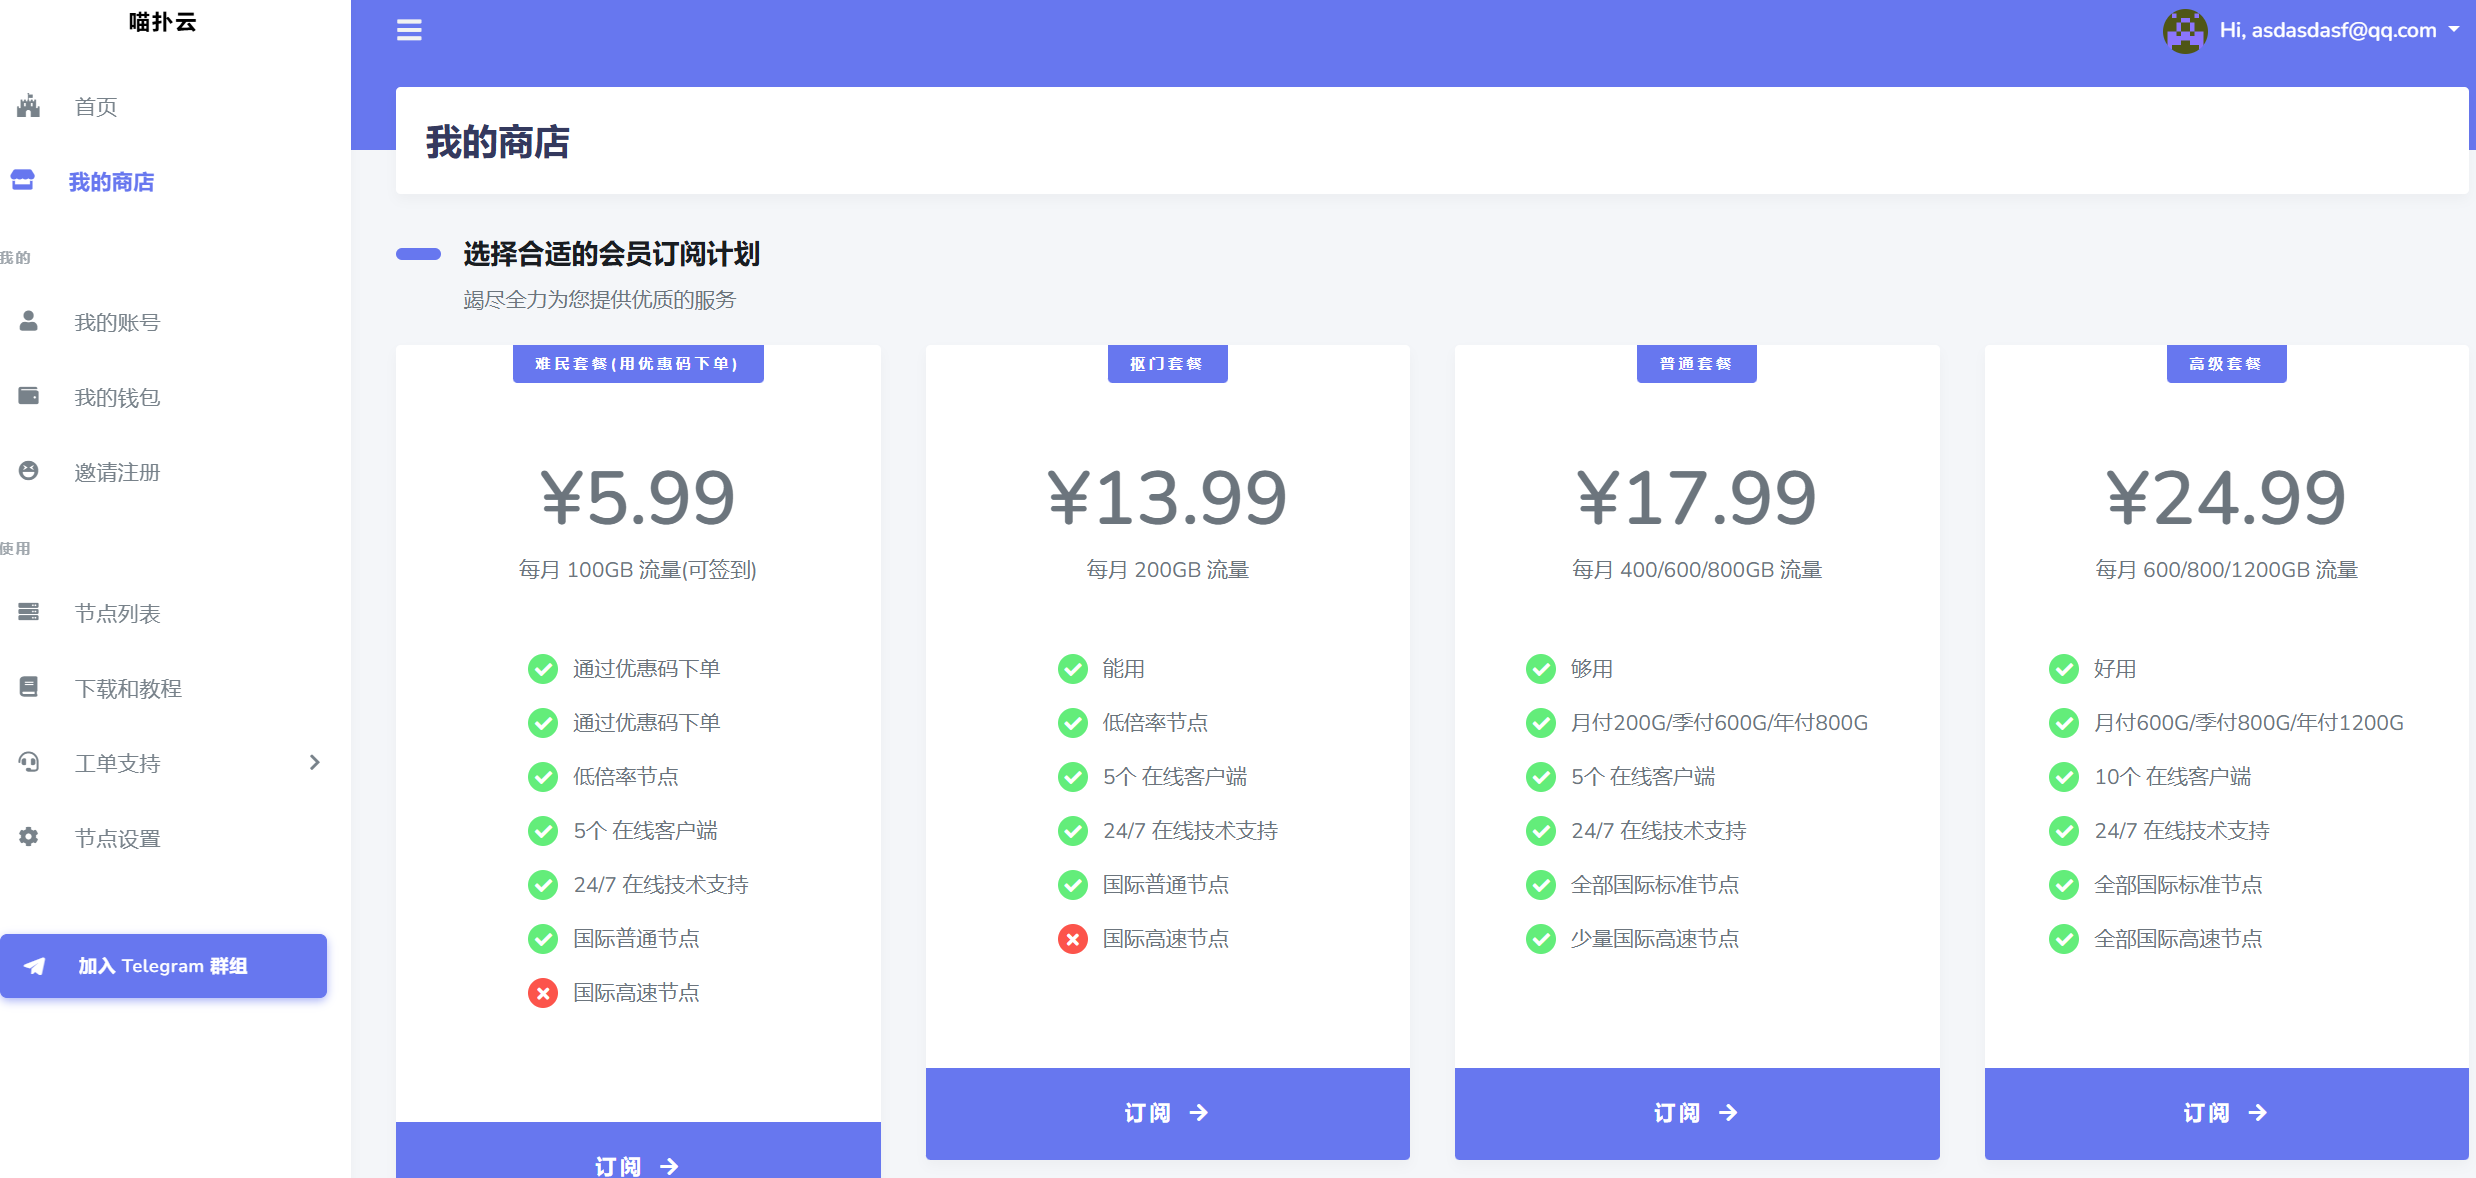 喵扑云
首页
我的商店
我的
我的账号
我的钱包
邀请注册
使用
节点列表
下载和教程
工单支持
节点设置
加入 Telegram 群组
Hi, asdasdasf@qq.com
我的商店
选择合适的会员订阅计划
竭尽全力为您提供优质的服务
难民套餐(用优惠码下单)
¥5.99
每月 100GB 流量(可签到)
通过优惠码下单
通过优惠码下单
低倍率节点
5个 在线客户端
24/7 在线技术支持
国际普通节点
国际高速节点
订阅 →
抠门套餐
¥13.99
每月 200GB 流量
能用
低倍率节点
5个 在线客户端
24/7 在线技术支持
国际普通节点
国际高速节点
订阅 →
普通套餐
¥17.99
每月 400/600/800GB 流量
够用
月付200G/季付600G/年付800G
5个 在线客户端
24/7 在线技术支持
全部国际标准节点
少量国际高速节点
订阅 →
高级套餐
¥24.99
每月 600/800/1200GB 流量
好用
月付600G/季付800G/年付1200G
10个 在线客户端
24/7 在线技术支持
全部国际标准节点
全部国际高速节点
订阅 →